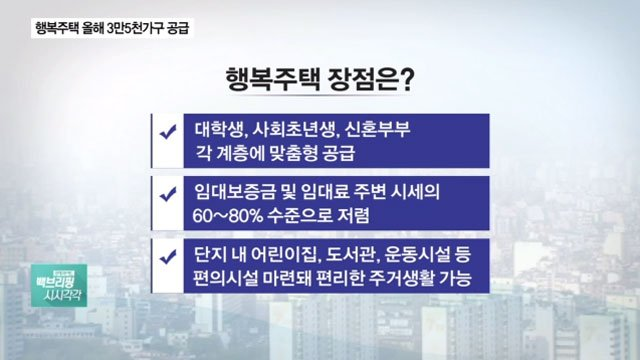 행복주택 올해 3만5천가구 공급
행복주택 장점은?
대학생, 사회초년생, 신혼부부
각 계층에 맞춤형 공급
임대보증금 및 임대료 주변 시세의
60~80% 수준으로 저렴
단지 내 어린이집, 도서관, 운동시설 등
편의시설 마련돼 편리한 주거생활 가능
백브리핑
시시각각